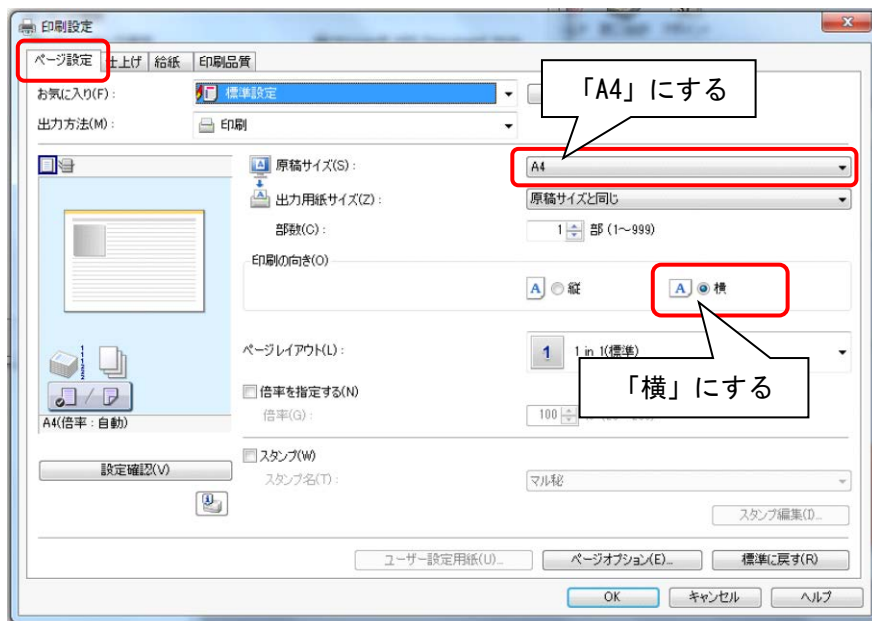 印刷設定
ページ設定 仕上げ 給紙 印刷品質
お気に入り(F): 標準設定
「A4」にする
出力方法(M): 印刷
原稿サイズ(S): A4
出力用紙サイズ(Z): 原稿サイズと同じ
部数(C): 1 部 (1～999)
印刷の向き(O)
A 縦 A 横
ページレイアウト(L): 1 1 in 1(標準)
「横」にする
倍率を指定する(N)
倍率(G): 100
A4(倍率:自動)
スタンプ(W)
設定確認(V)
スタンプ名(T): マル秘
スタンプ編集(I)...
ユーザー設定用紙(U)... ページオプション(E)... 標準に戻す(R)
OK キャンセル ヘルプ